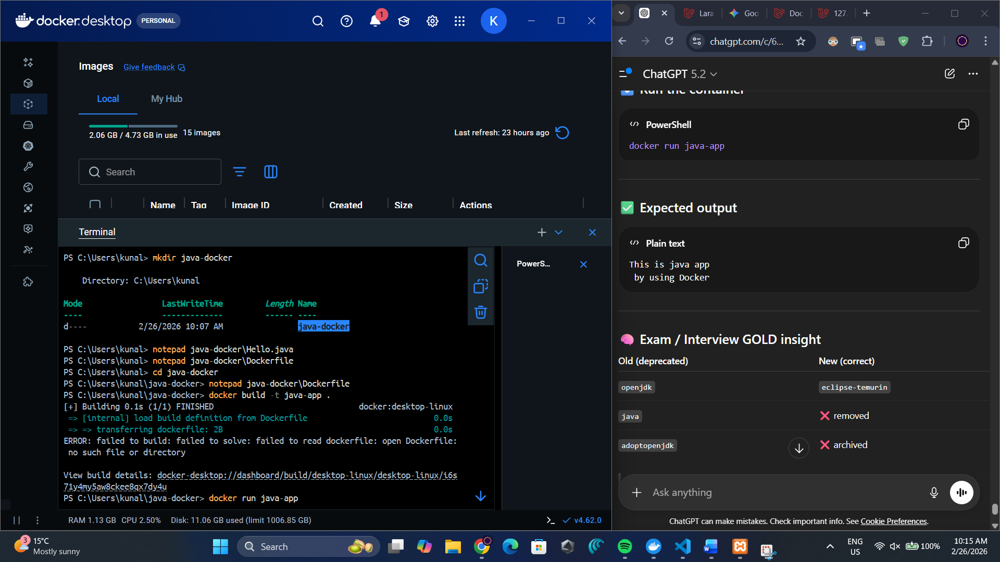 docker.desktop PERSONAL
1
K
Images Give feedback
Local My Hub
2.06 GB / 4.73 GB in use 15 images
Last refresh: 23 hours ago
Search
Name Tag Image ID Created Size Actions
Terminal
PS C:\Users\kunal> mkdir java-docker
Directory: C:\Users\kunal
Mode LastWriteTime Length Name
---- ------------- ------ ----
d---- 2/26/2026 10:07 AM java-docker
PS C:\Users\kunal> notepad java-docker\Hello.java
PS C:\Users\kunal> notepad java-docker\Dockerfile
PS C:\Users\kunal> cd java-docker
PS C:\Users\kunal\java-docker> notepad java-docker\Dockerfile
PS C:\Users\kunal\java-docker> docker build -t java-app .
[+] Building 0.1s (1/1) FINISHED docker:desktop-linux
=> [internal] load build definition from Dockerfile 0.0s
=> => transferring dockerfile: 2B 0.0s
ERROR: failed to build: failed to solve: failed to read dockerfile: open Dockerfile:
no such file or directory
View build details: docker-desktop://dashboard/build/desktop-linux/desktop-linux/i6s
71y4my5aw8ckee8qx7dy4u
PS C:\Users\kunal\java-docker> docker run java-app
PowerS...
RAM 1.13 GB CPU 2.50% Disk: 11.06 GB used (limit 1006.85 GB)
v4.62.0
Lara
Goo
Doc
127.
chatgpt.com/c/6...
ChatGPT 5.2
Run the container
PowerShell
docker run java-app
Expected output
Plain text
This is java app
by using Docker
Exam / Interview GOLD insight
Old (deprecated) New (correct)
openjdk eclipse-temurin
java ❌ removed
adoptopenjdk ❌ archived
Ask anything
ChatGPT can make mistakes. Check important info. See Cookie Preferences.
3
15°C
Mostly sunny
Search
ENG
US
100%
10:15 AM
2/26/2026